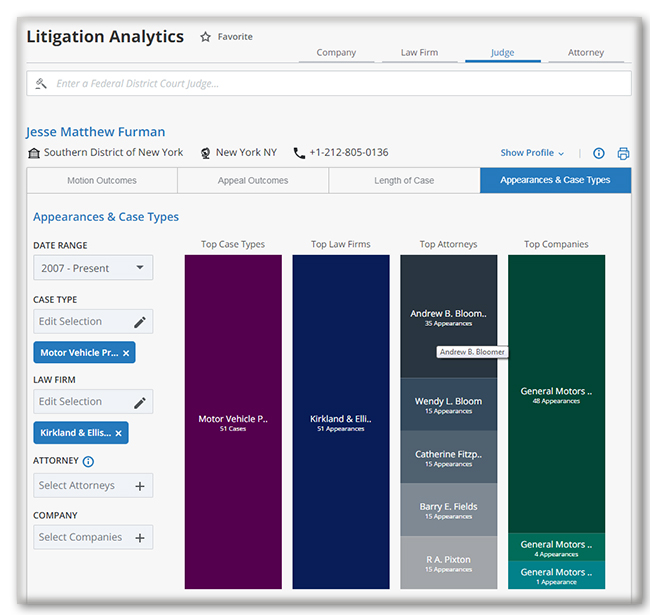 Litigation Analytics
Favorite
Company
Law Firm
Judge
Attorney
Enter a Federal District Court Judge...
Jesse Matthew Furman
Southern District of New York
New York NY
+1-212-805-0136
Show Profile
Motion Outcomes
Appeal Outcomes
Length of Case
Appearances & Case Types
Appearances & Case Types
DATE RANGE
2007 - Present
CASE TYPE
Edit Selection
Motor Vehicle Pr... ×
LAW FIRM
Edit Selection
Kirkland & Ellis... ×
ATTORNEY
Select Attorneys +
COMPANY
Select Companies +
Top Case Types
Motor Vehicle P..
51 Cases
Top Law Firms
Kirkland & Elli..
51 Appearances
Top Attorneys
Andrew B. Bloom..
35 Appearances
Andrew B. Bloomer
Wendy L. Bloom
15 Appearances
Catherine Fitzp..
15 Appearances
Barry E. Fields
15 Appearances
R A. Pixton
15 Appearances
Top Companies
General Motors ..
48 Appearances
General Motors ..
4 Appearances
General Motors ..
1 Appearance